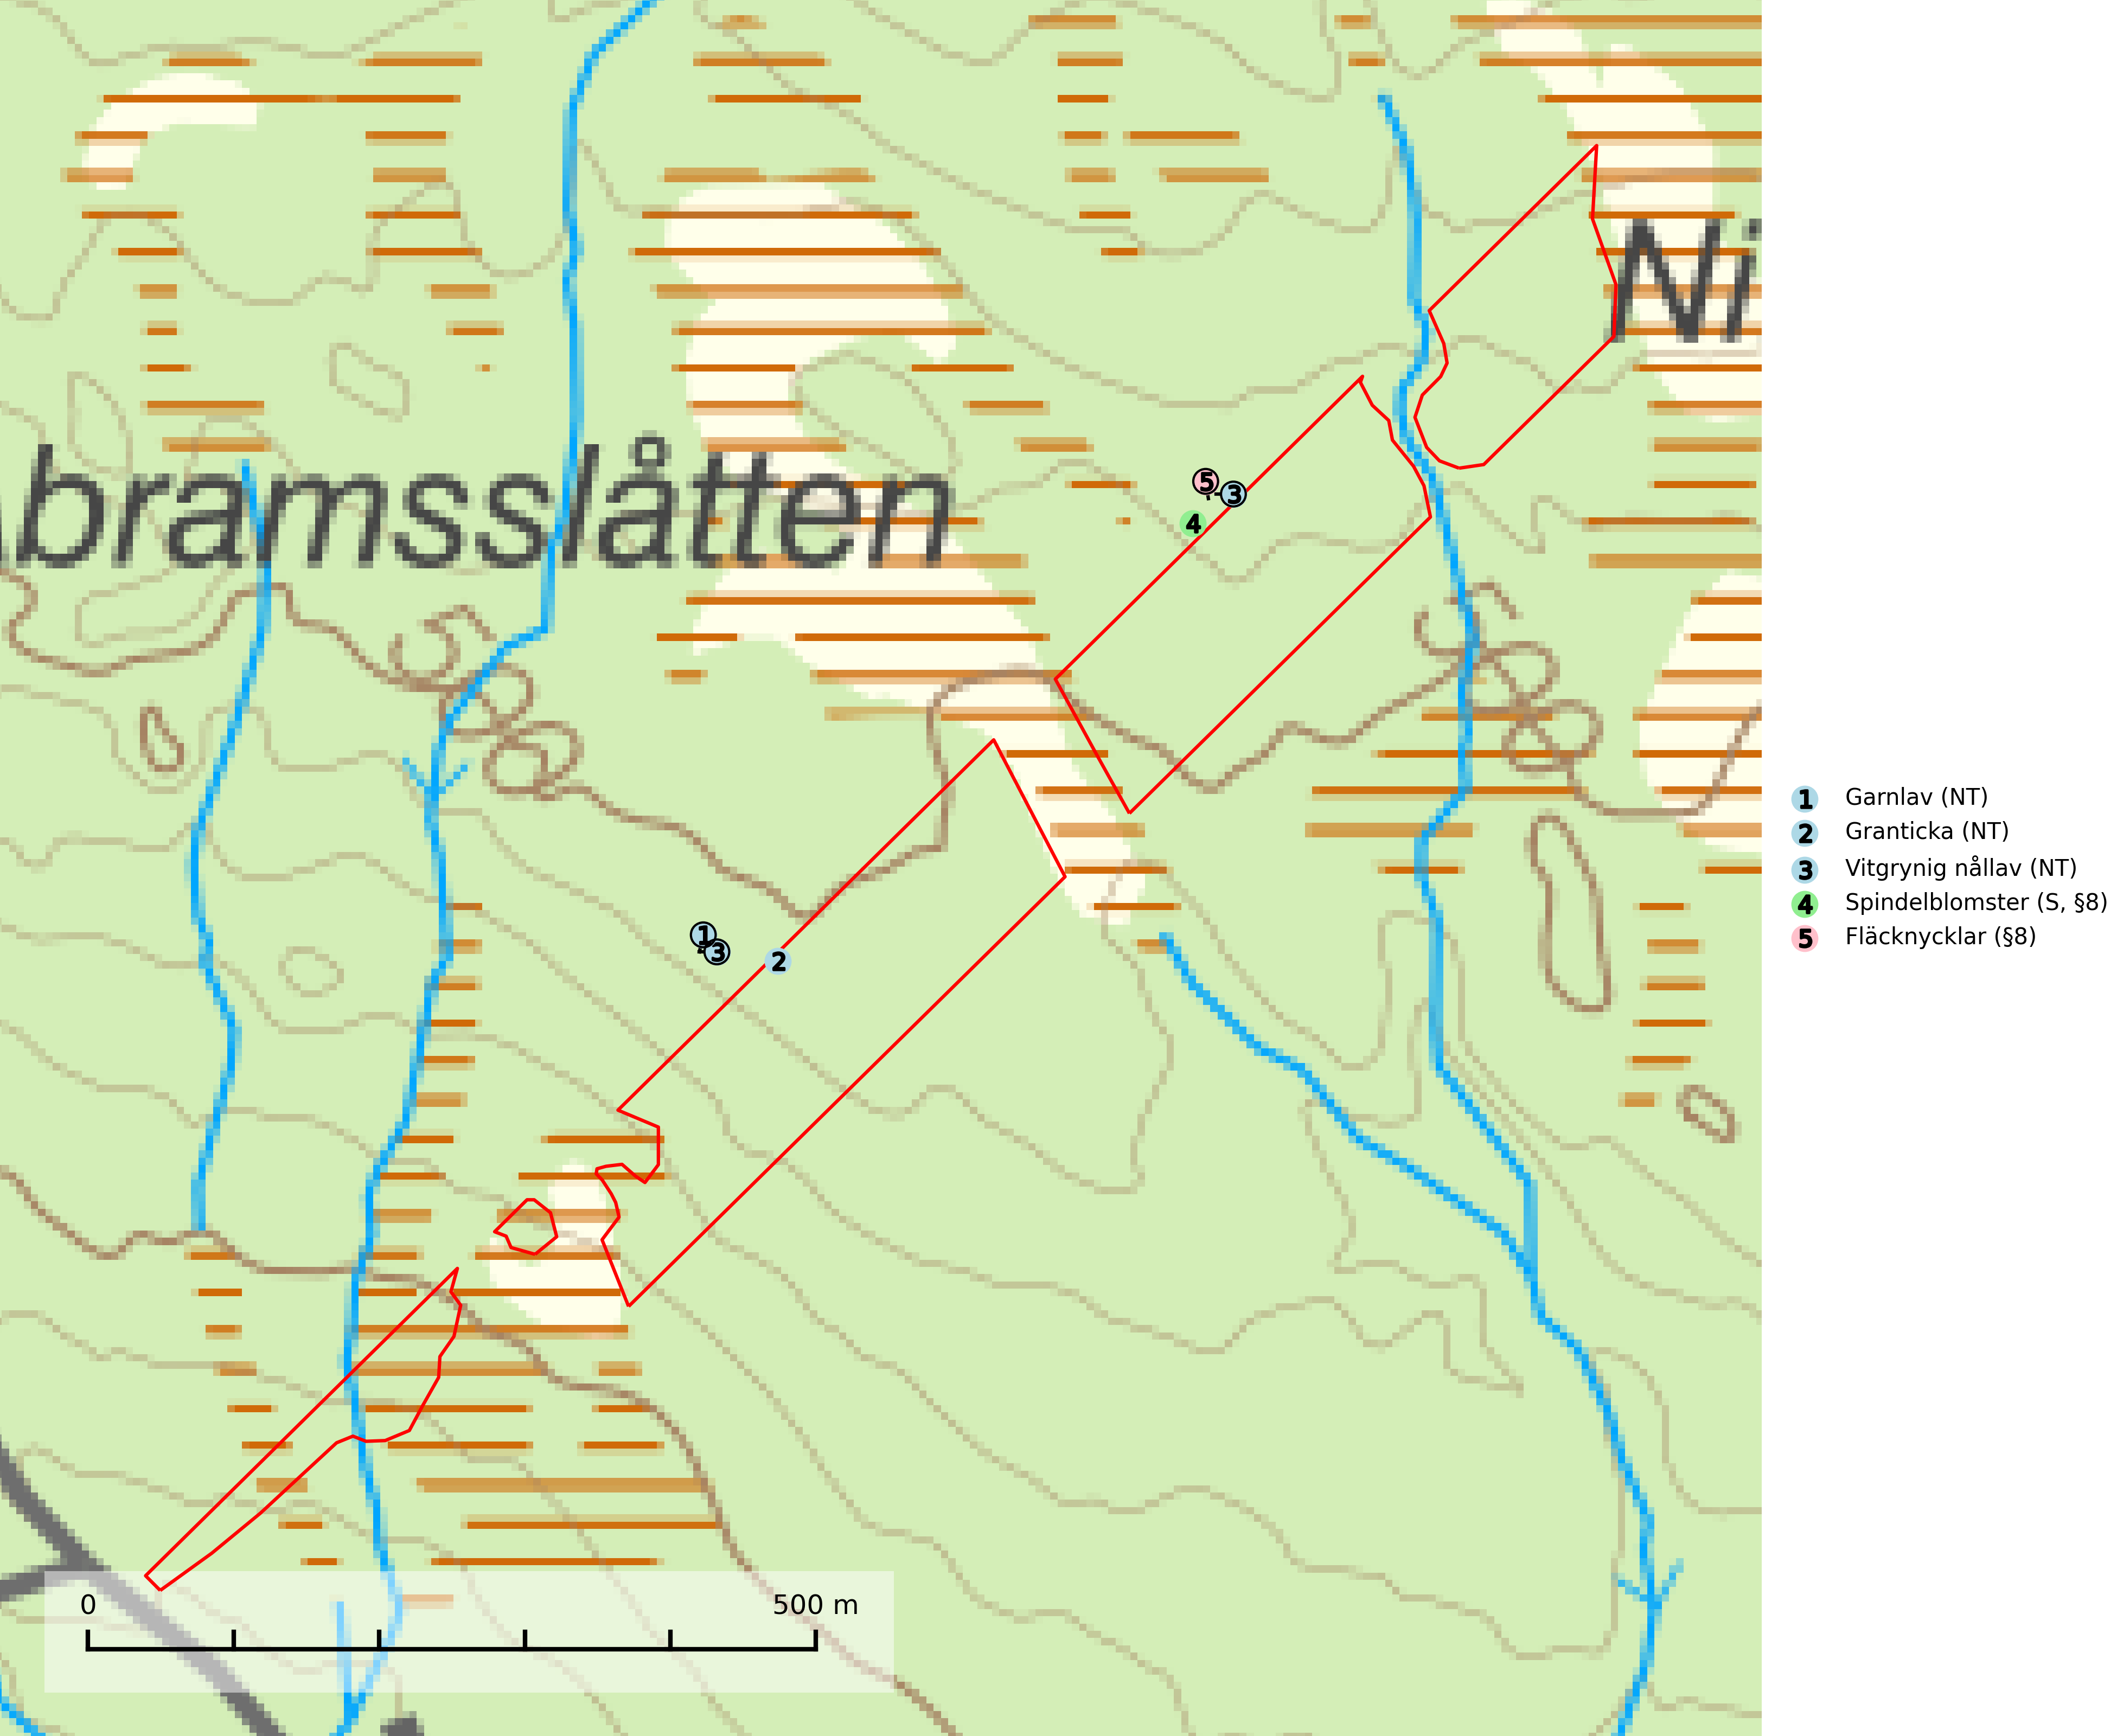 Ni
bramsslåtten
5
3
4
1
3
2
1 Garnlav (NT)
2 Granticka (NT)
3 Vitgrynig nållav (NT)
4 Spindelblomster (S, §8)
5 Fläcknycklar (§8)
0 500 m